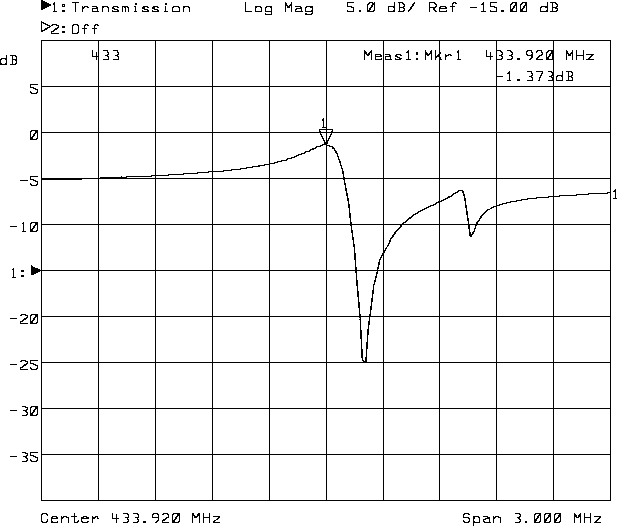 1:Transmission Log Mag 5.0 dB/ Ref -15.00 dB
2:Off
dB
433 Meas1:Mkr1 433.920 MHz
-1.373dB
5
1
0
-5
1
-10
1:
-20
-25
-30
-35
Center 433.920 MHz Span 3.000 MHz